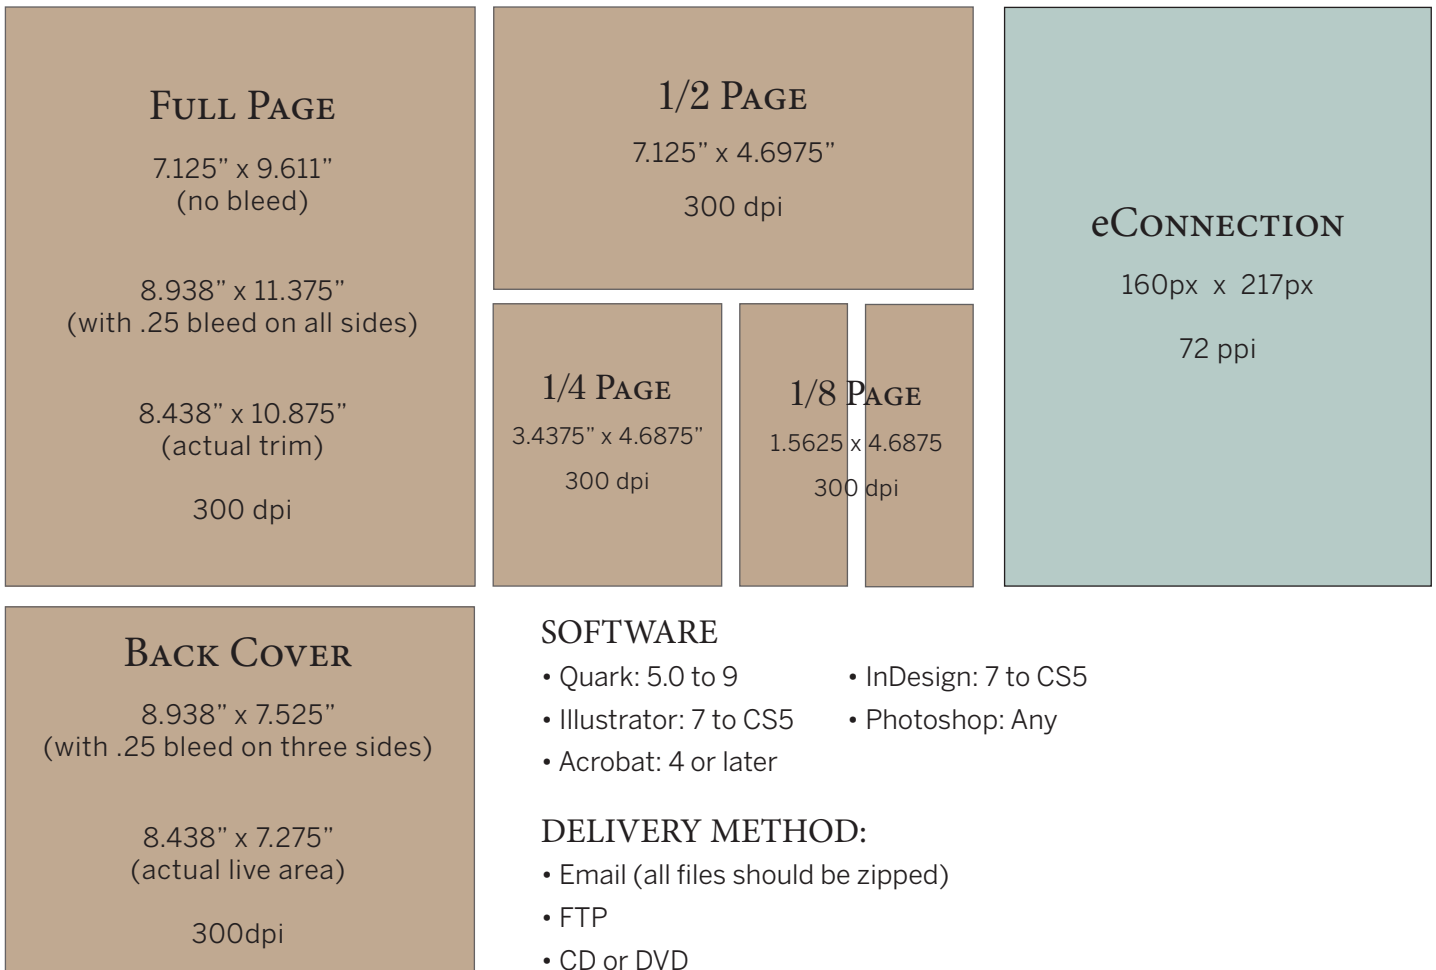 Full Page
7.125” x 9.611”
(no bleed)
8.938” x 11.375”
(with .25 bleed on all sides)
8.438” x 10.875”
(actual trim)
300 dpi
1/2 Page
7.125” x 4.6975”
300 dpi
1/4 Page
3.4375” x 4.6875”
300 dpi
1/8 Page
1.5625 x 4.6875
300 dpi
eConnection
160px x 217px
72 ppi
Back Cover
8.938” x 7.525”
(with .25 bleed on three sides)
8.438” x 7.275”
(actual live area)
300dpi
SOFTWARE
• Quark: 5.0 to 9
• Illustrator: 7 to CS5
• Acrobat: 4 or later
• InDesign: 7 to CS5
• Photoshop: Any
DELIVERY METHOD:
• Email (all files should be zipped)
• FTP
• CD or DVD